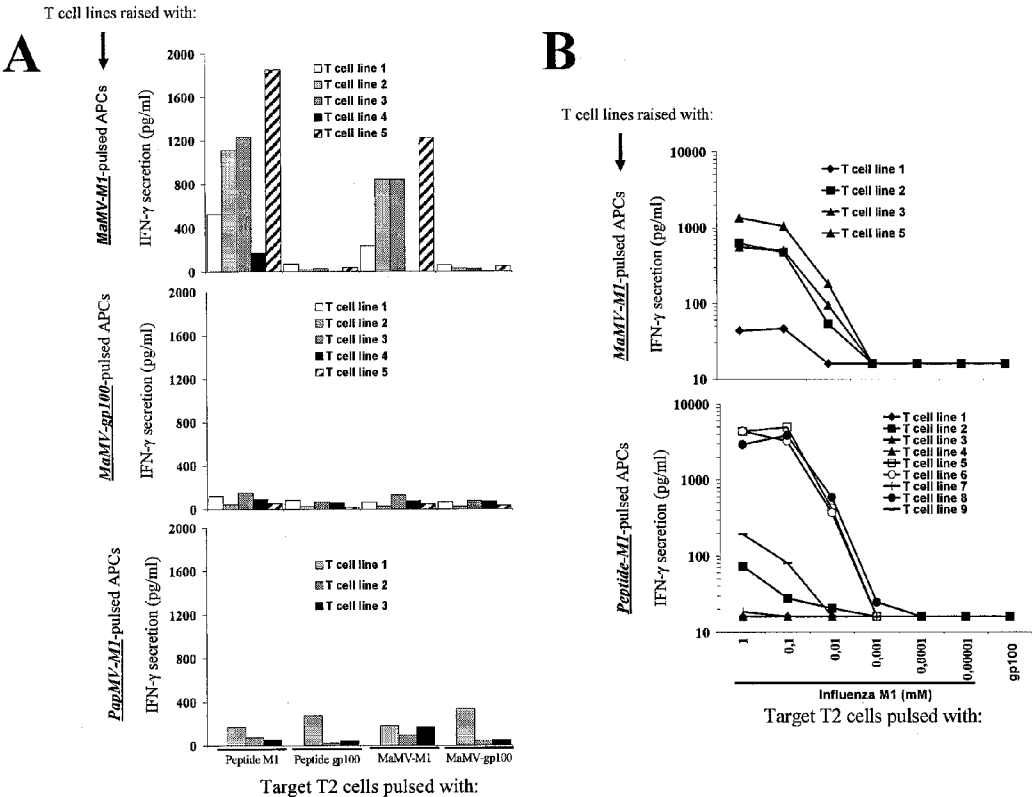 T cell lines raised with:
A
MaMV-M1-pulsed APCs
IFN-γ secretion (pg/ml)
2000
1600
1200
800
400
0
T cell line 1
T cell line 2
T cell line 3
T cell line 4
T cell line 5
MaMV-gp100-pulsed APCs
IFN-γ secretion (pg/ml)
2000
1600
1200
800
400
0
T cell line 1
T cell line 2
T cell line 3
T cell line 4
T cell line 5
PapMV-M1-pulsed APCs
IFN-γ secretion (pg/ml)
2000
1600
1200
800
400
0
T cell line 1
T cell line 2
T cell line 3
Peptide M1 Peptide gp100 MaMV-M1 MaMV-gp100
Target T2 cells pulsed with:
B
T cell lines raised with:
MaMV-M1-pulsed APCs
IFN-γ secretion (pg/ml)
10000
1000
100
10
T cell line 1
T cell line 2
T cell line 3
T cell line 5
Peptide-M1-pulsed APCs
IFN-γ secretion (pg/ml)
10000
1000
100
10
T cell line 1
T cell line 2
T cell line 3
T cell line 4
T cell line 5
T cell line 6
T cell line 7
T cell line 8
T cell line 9
1 0,1 0,01 0,001 0,0001 0,00001 gp100
Influenza M1 (mM)
Target T2 cells pulsed with: